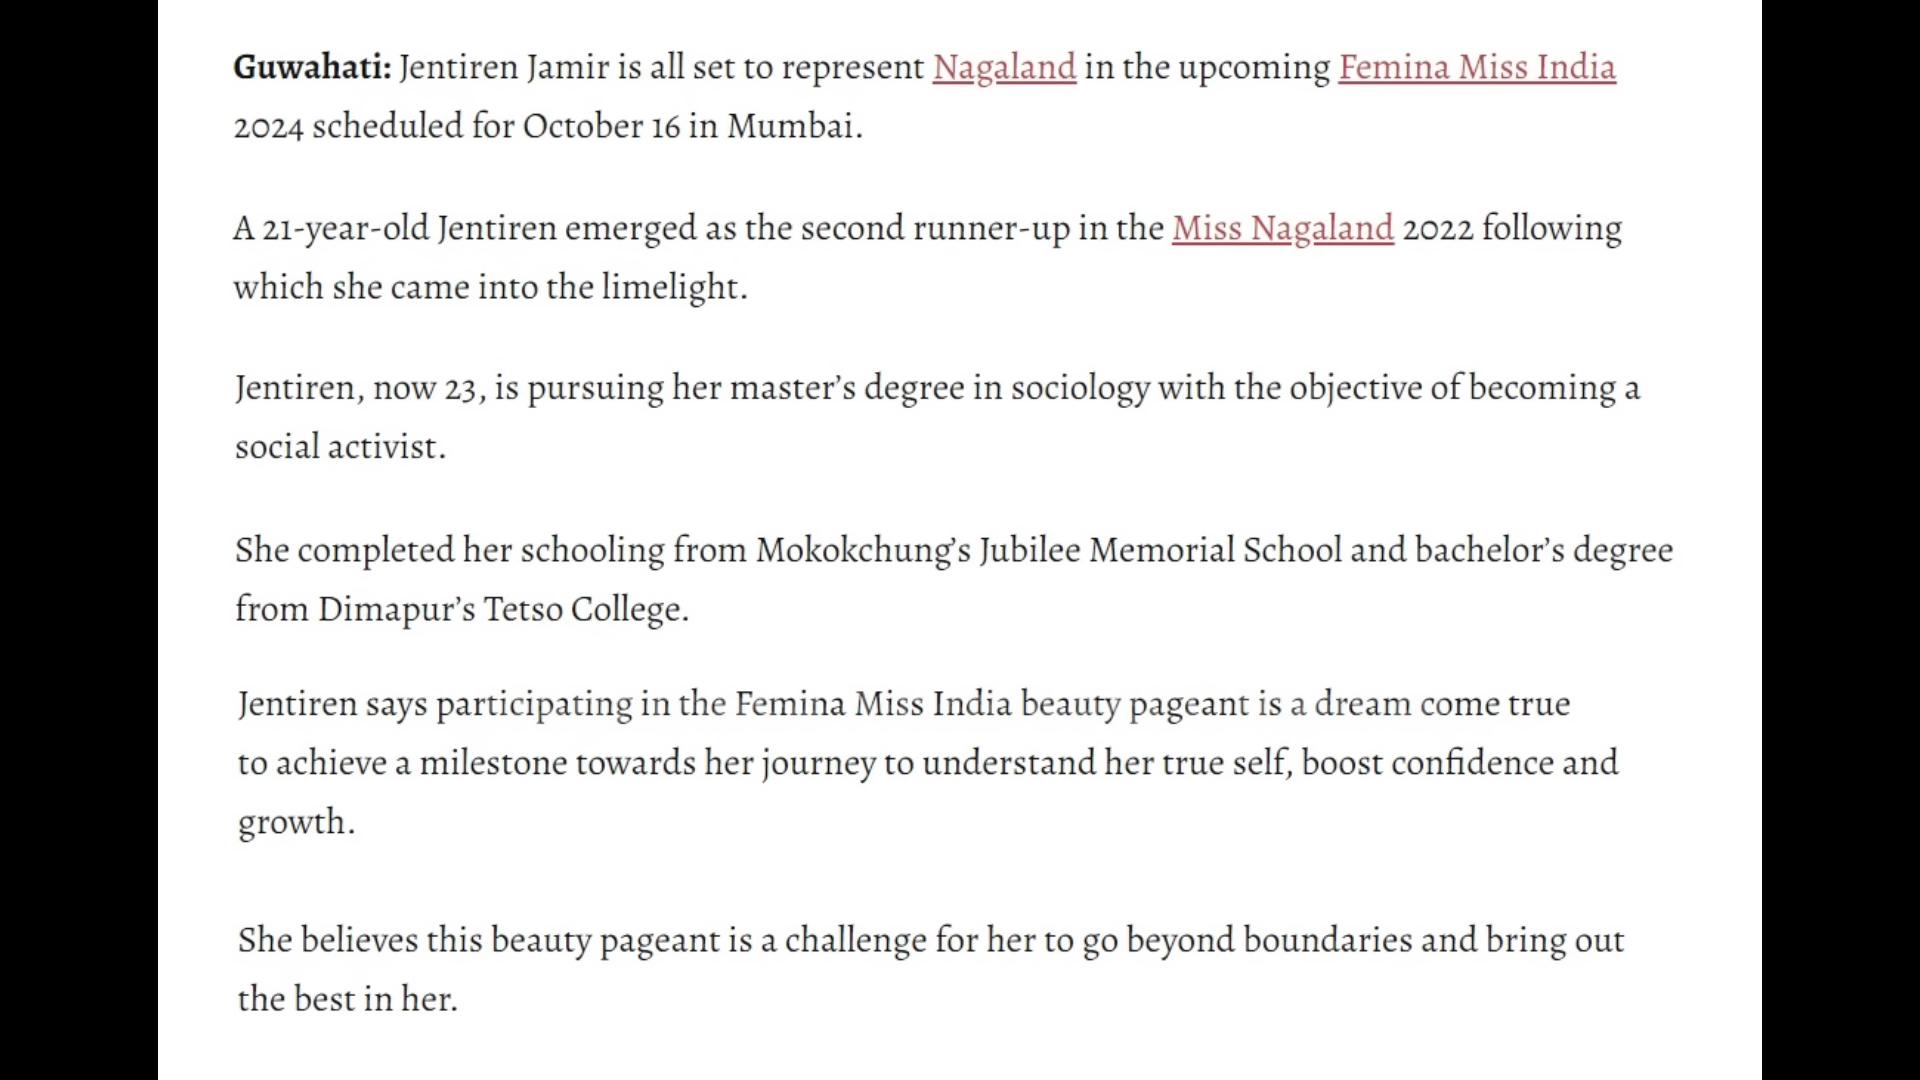 Guwahati: Jentiren Jamir is all set to represent Nagaland in the upcoming Femina Miss India
2024 scheduled for October 16 in Mumbai.
A 21-year-old Jentiren emerged as the second runner-up in the Miss Nagaland 2022 following
which she came into the limelight.
Jentiren, now 23, is pursuing her master’s degree in sociology with the objective of becoming a
social activist.
She completed her schooling from Mokokchung’s Jubilee Memorial School and bachelor’s degree
from Dimapur’s Tetso College.
Jentiren says participating in the Femina Miss India beauty pageant is a dream come true
to achieve a milestone towards her journey to understand her true self, boost confidence and
growth.
She believes this beauty pageant is a challenge for her to go beyond boundaries and bring out
the best in her.